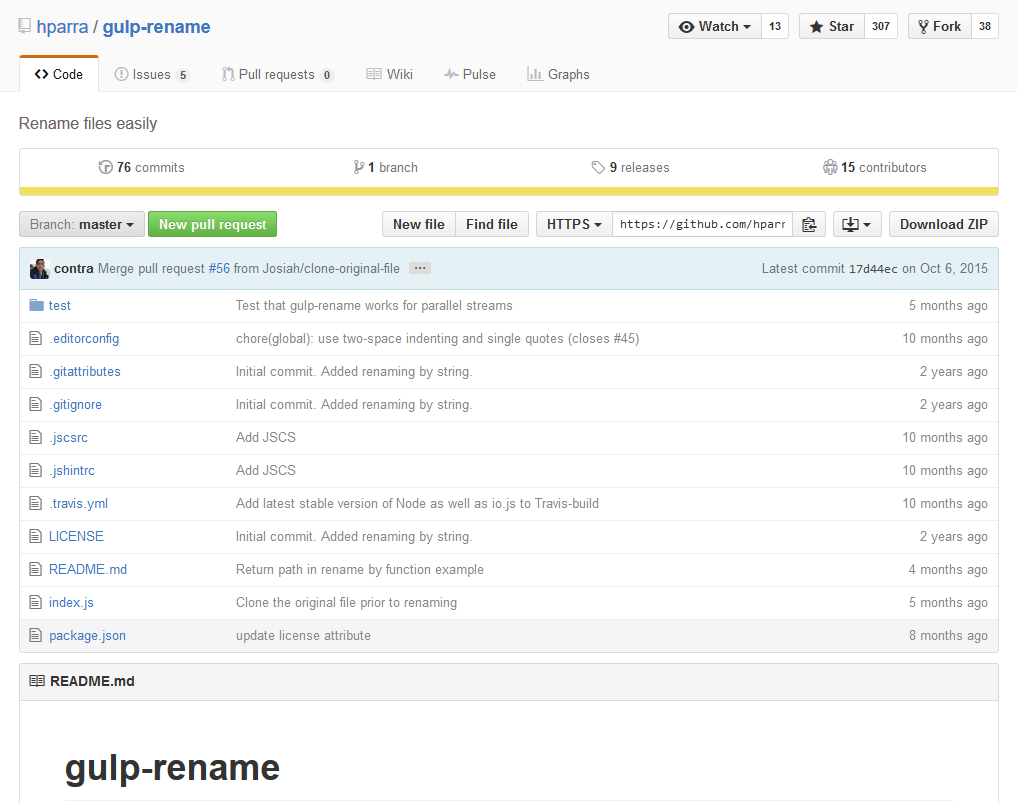 hparra / gulp-rename Watch 13 Star 307 Fork 38
Code Issues 5 Pull requests 0 Wiki Pulse Graphs
Rename files easily
76 commits 1 branch 9 releases 15 contributors
Branch: master New pull request New file Find file HTTPS https://github.com/hparr Download ZIP
contra Merge pull request #56 from Josiah/clone-original-file ... Latest commit 17d44ec on Oct 6, 2015
test Test that gulp-rename works for parallel streams 5 months ago
.editorconfig chore(global): use two-space indenting and single quotes (closes #45) 10 months ago
.gitattributes Initial commit. Added renaming by string. 2 years ago
.gitignore Initial commit. Added renaming by string. 2 years ago
.jscsrc Add JSCS 10 months ago
.jshintrc Add JSCS 10 months ago
.travis.yml Add latest stable version of Node as well as io.js to Travis-build 10 months ago
LICENSE Initial commit. Added renaming by string. 2 years ago
README.md Return path in rename by function example 4 months ago
index.js Clone the original file prior to renaming 5 months ago
package.json update license attribute 8 months ago
README.md
gulp-rename